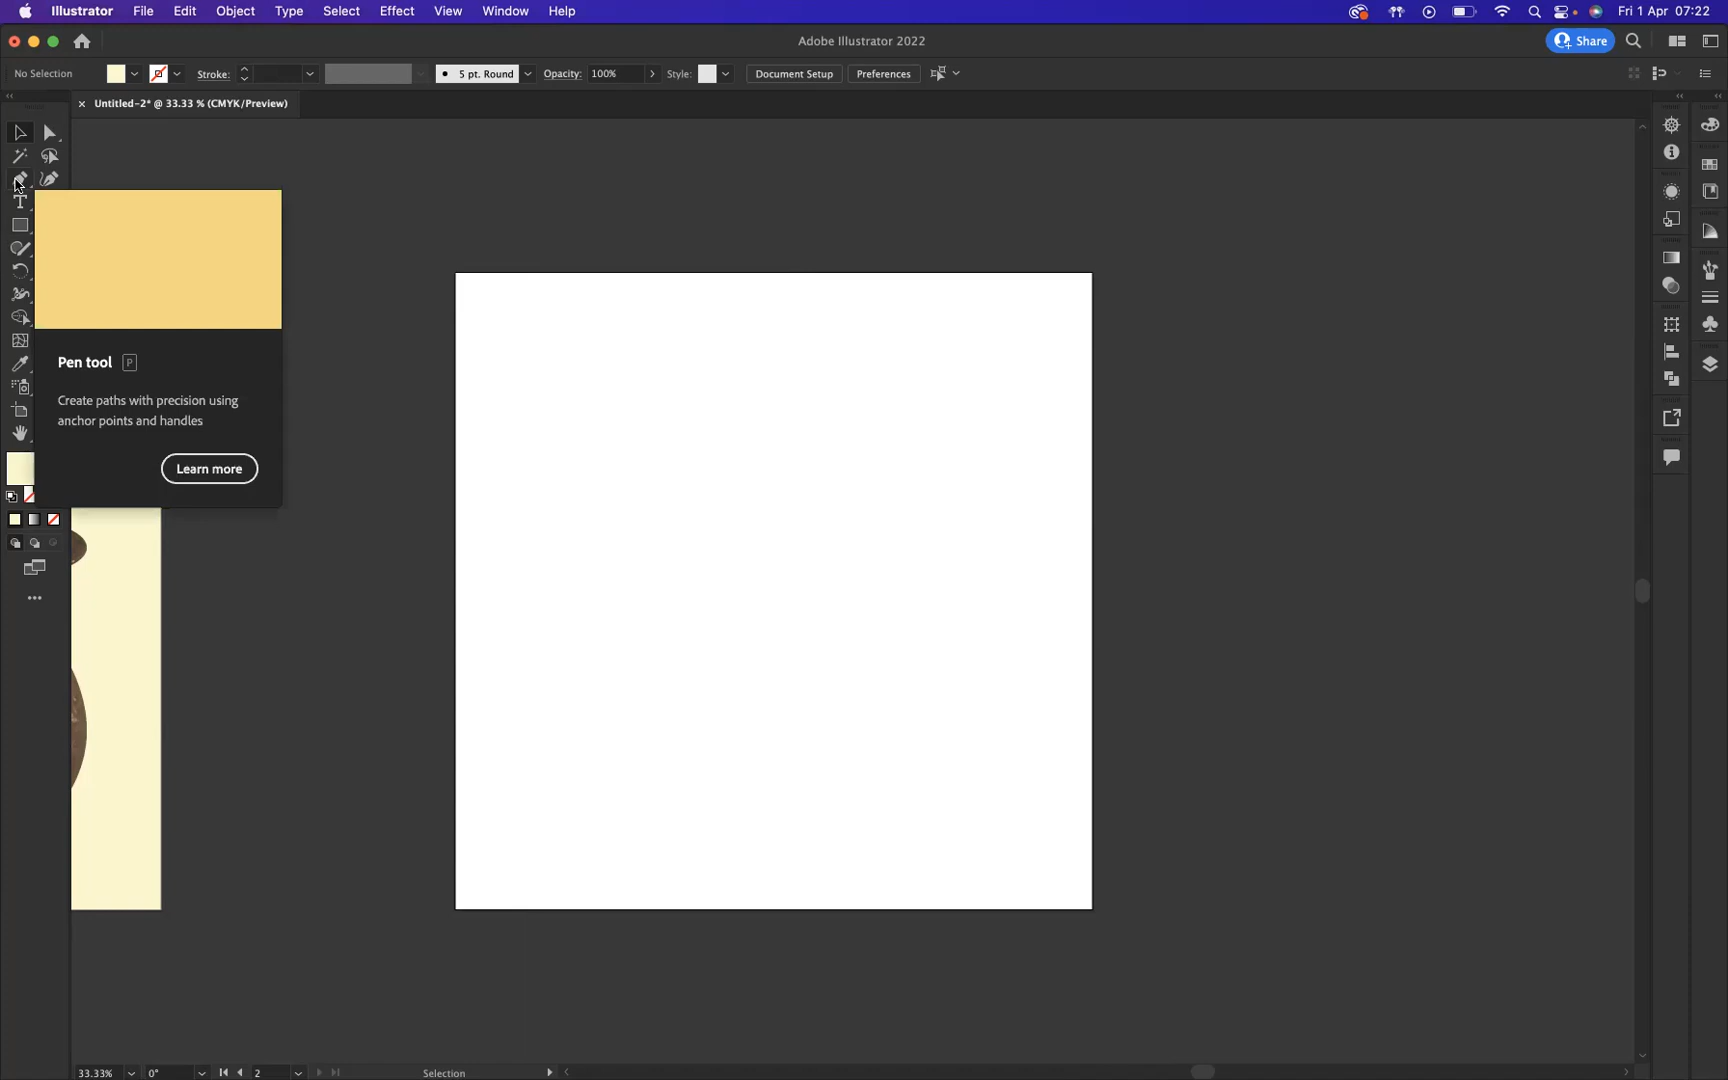 Illustrator File Edit Object Type Select Effect View Window Help Fri 1 Apr 07:22
Adobe Illustrator 2022 Share
No Selection Stroke: 5 pt. Round Opacity: 100% Style: Document Setup Preferences
× Untitled-2* @ 33.33 % (CMYK/Preview)
T
Pen tool P
Create paths with precision using
anchor points and handles
Learn more
33.33% 0° 2 Selection